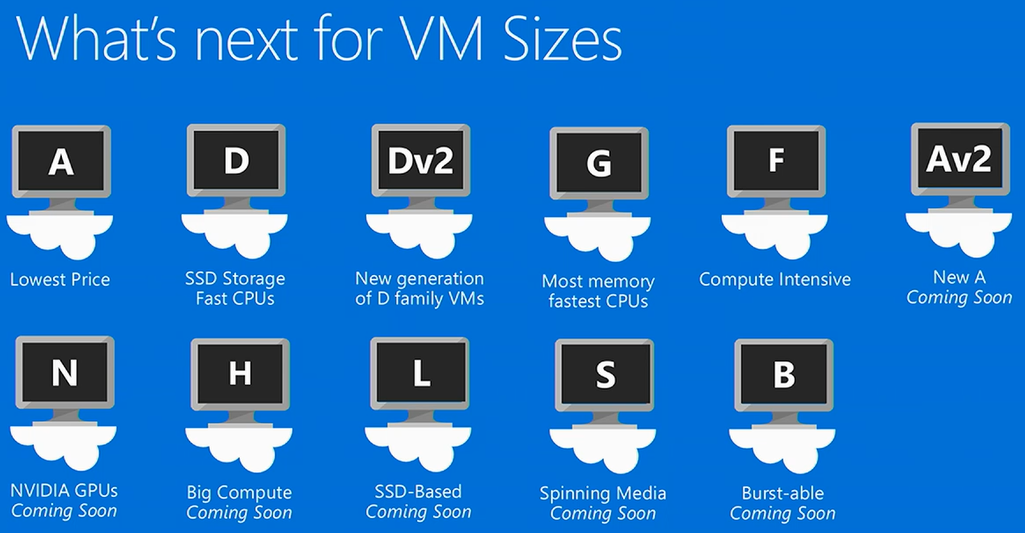 What's next for VM Sizes
A
Lowest Price
D
SSD Storage
Fast CPUs
Dv2
New generation
of D family VMs
G
Most memory
fastest CPUs
F
Compute Intensive
Av2
New A
Coming Soon
N
NVIDIA GPUs
Coming Soon
H
Big Compute
Coming Soon
L
SSD-Based
Coming Soon
S
Spinning Media
Coming Soon
B
Burst-able
Coming Soon